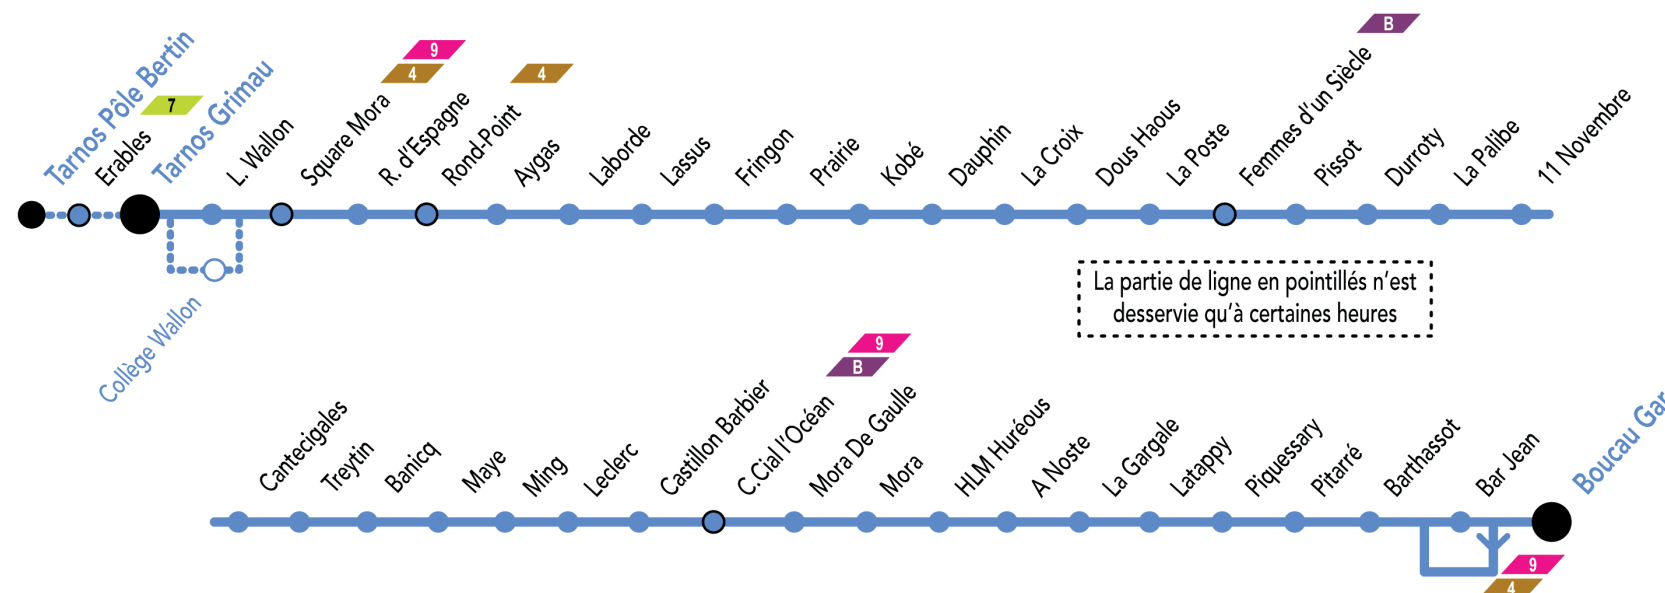 Tarnos Pôle Bertin
Erables
7
Tarnos Grimau
L. Wallon
Collège Wallon
Square Mora
9
4
R. d'Espagne
Rond-Point
4
Aygas
Laborde
Lassus
Fringon
Prairie
Kobé
Dauphin
La Croix
Dous Haous
La Poste
Femmes d'un Siècle
B
Pissot
Durroty
La Palibe
11 Novembre
La partie de ligne en pointillés n'est
desservie qu'à certaines heures
Cantecigales
Treytin
Banicq
Maye
Ming
Leclerc
Castillon Barbier
C.Cial l'Océan
9
B
Mora De Gaulle
Mora
HLM Huréous
A Noste
La Gargale
Latappy
Piquessary
Pitarré
Barthassot
Bar Jean
Boucau Gar
9
4